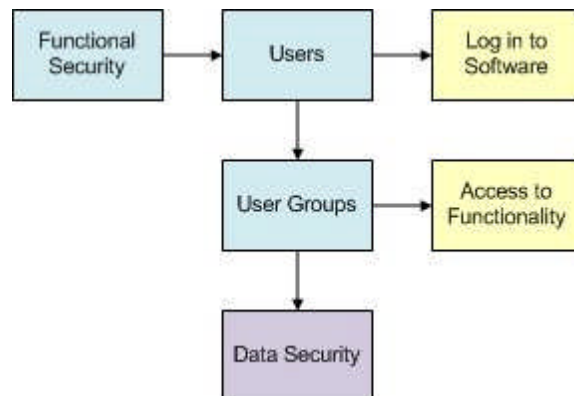 Functional
Security
Users
Log in to
Software
User Groups
Access to
Functionality
Data Security